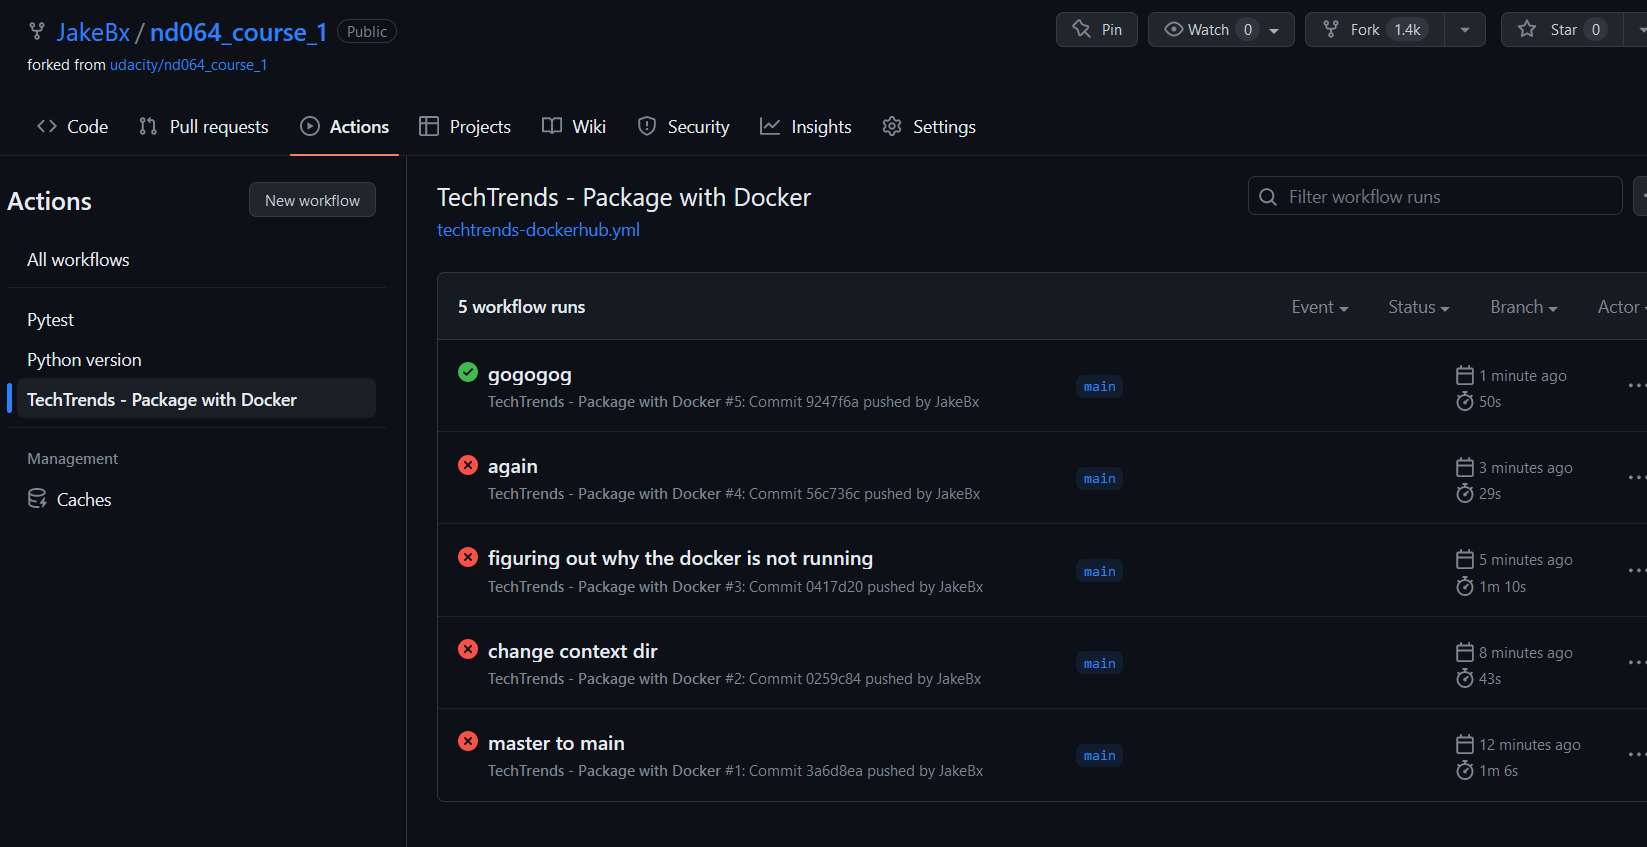 JakeBx / nd064_course_1 Public
Pin
Watch 0
Fork 1.4k
Star 0
forked from udacity/nd064_course_1
Code
Pull requests
Actions
Projects
Wiki
Security
Insights
Settings
Actions
New workflow
All workflows
Pytest
Python version
TechTrends - Package with Docker
Management
Caches
TechTrends - Package with Docker
techtrends-dockerhub.yml
Filter workflow runs
5 workflow runs
Event
Status
Branch
Actor
gogogog
TechTrends - Package with Docker #5: Commit 9247f6a pushed by JakeBx
main
1 minute ago
50s
again
TechTrends - Package with Docker #4: Commit 56c736c pushed by JakeBx
main
3 minutes ago
29s
figuring out why the docker is not running
TechTrends - Package with Docker #3: Commit 0417d20 pushed by JakeBx
main
5 minutes ago
1m 10s
change context dir
TechTrends - Package with Docker #2: Commit 0259c84 pushed by JakeBx
main
8 minutes ago
43s
master to main
TechTrends - Package with Docker #1: Commit 3a6d8ea pushed by JakeBx
main
12 minutes ago
1m 6s